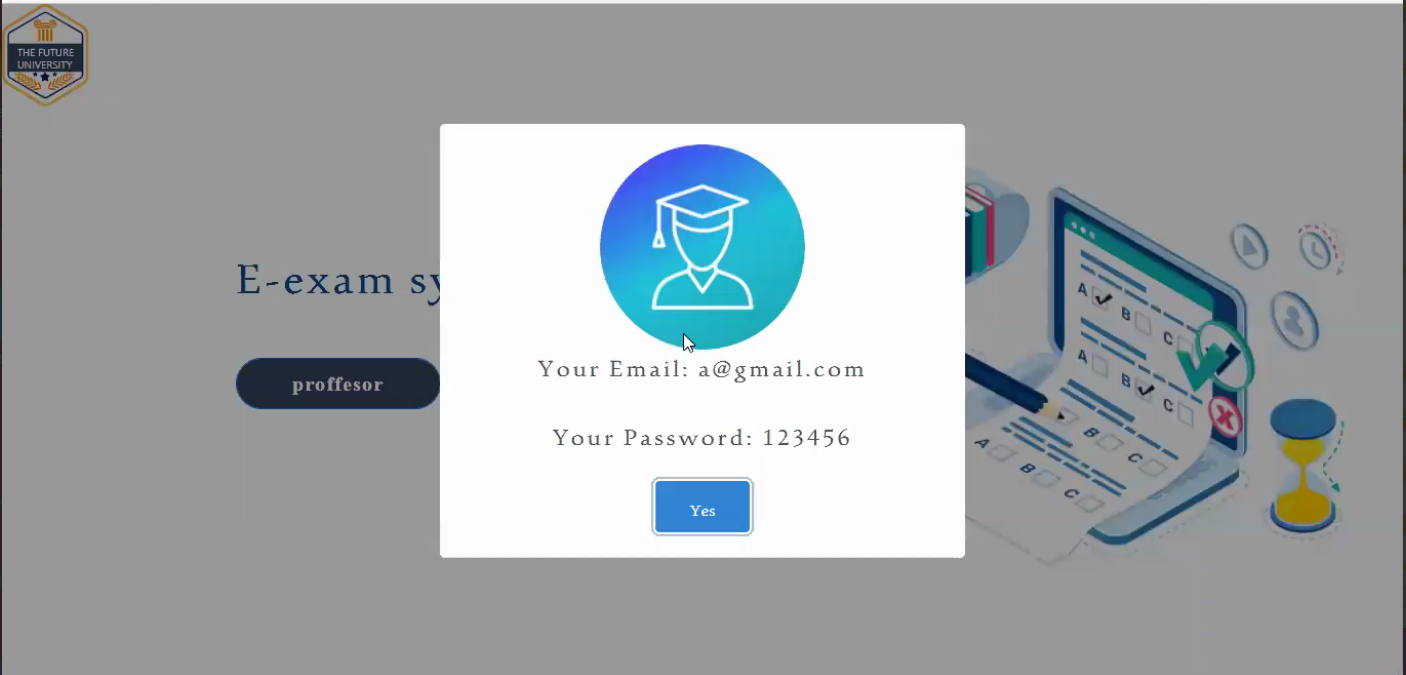 THE FUTURE
UNIVERSITY
E-exam sy
proffesor
Your Email: a@gmail.com
Your Password: 123456
Yes
A
B
C
A
B
C
B
C
A
B
C